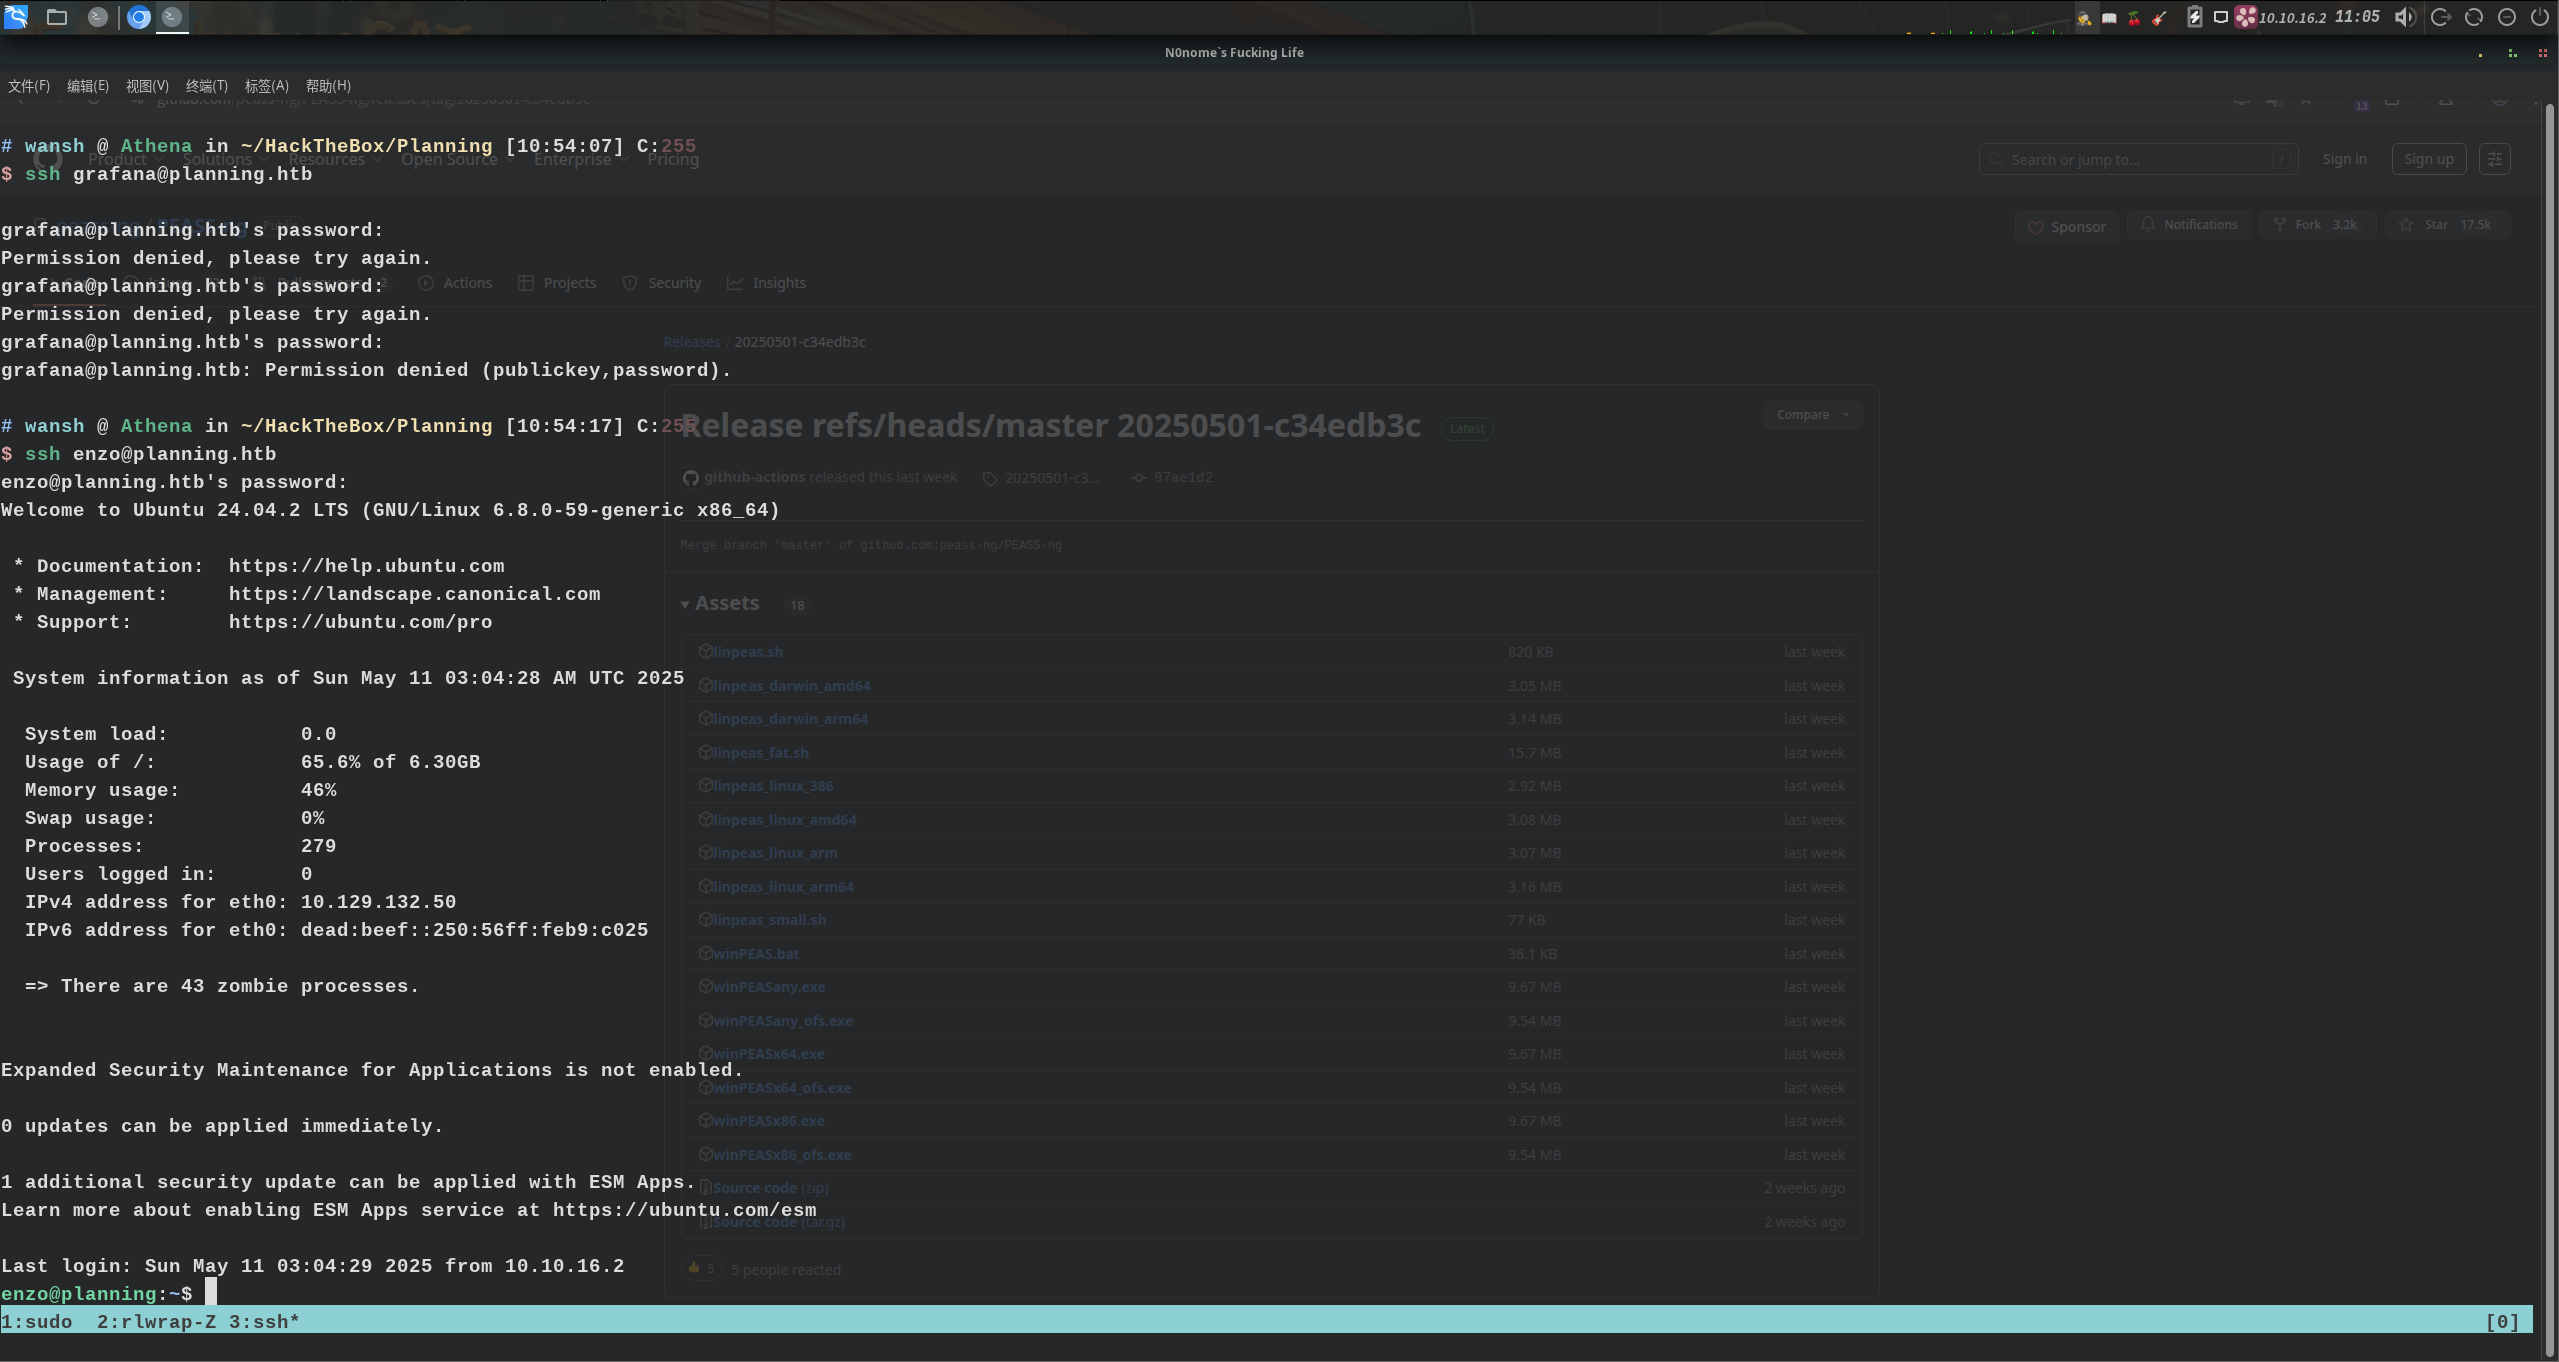 10.10.16.2 11:05
N0nome`s Fucking Life
文件(F) 编辑(E) 视图(V) 终端(T) 标签(A) 帮助(H)
13
# wansh @ Athena in ~/HackTheBox/Planning [10:54:07] C:255
Product Solutions Resources Open Source Enterprise Pricing
Search or jump to... / Sign in Sign up
$ ssh grafana@planning.htb
Sponsor Notifications Fork 3.2k Star 17.5k
grafana@planning.htb's password:
Permission denied, please try again.
grafana@planning.htb's password:
Actions Projects Security Insights
Permission denied, please try again.
grafana@planning.htb's password:
Releases / 20250501-c34edb3c
grafana@planning.htb: Permission denied (publickey,password).
# wansh @ Athena in ~/HackTheBox/Planning [10:54:17] C:255
Release refs/heads/master 20250501-c34edb3c Latest
Compare
$ ssh enzo@planning.htb
enzo@planning.htb's password:
github-actions released this last week 20250501-c3... 97ae1d2
Welcome to Ubuntu 24.04.2 LTS (GNU/Linux 6.8.0-59-generic x86_64)
Merge branch 'master' of github.com:peass-ng/PEASS-ng
* Documentation: https://help.ubuntu.com
* Management: https://landscape.canonical.com
* Support: https://ubuntu.com/pro
Assets 18
linpeas.sh 820 KB last week
System information as of Sun May 11 03:04:28 AM UTC 2025
linpeas_darwin_amd64 3.05 MB last week
linpeas_darwin_arm64 3.14 MB last week
System load: 0.0
linpeas_fat.sh 15.7 MB last week
Usage of /: 65.6% of 6.30GB
linpeas_linux_386 2.92 MB last week
Memory usage: 46%
linpeas_linux_amd64 3.08 MB last week
Swap usage: 0%
linpeas_linux_arm 3.07 MB last week
Processes: 279
Users logged in: 0
linpeas_linux_arm64 3.16 MB last week
IPv4 address for eth0: 10.129.132.50
linpeas_small.sh 77 KB last week
IPv6 address for eth0: dead:beef::250:56ff:feb9:c025
winPEAS.bat 36.1 KB last week
=> There are 43 zombie processes.
winPEASany.exe 9.67 MB last week
winPEASany_ofs.exe 9.54 MB last week
winPEASx64.exe 9.67 MB last week
Expanded Security Maintenance for Applications is not enabled.
winPEASx64_ofs.exe 9.54 MB last week
0 updates can be applied immediately.
winPEASx86.exe 9.67 MB last week
winPEASx86_ofs.exe 9.54 MB last week
1 additional security update can be applied with ESM Apps.
Source code (zip) 2 weeks ago
Learn more about enabling ESM Apps service at https://ubuntu.com/esm
Source code (tar.gz) 2 weeks ago
Last login: Sun May 11 03:04:29 2025 from 10.10.16.2
5 5 people reacted
enzo@planning:~$
1:sudo 2:rlwrap-Z 3:ssh* [0]